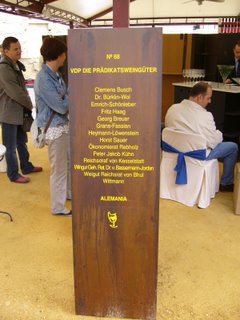 Nº 68
VDP DIE PRÄDIKATSWEINGÜTER
Clemens Busch
Dr. Bürklin-Wolf
Emrich-Schönleber
Fritz Haag
Georg Breuer
Grans-Fassian
Heymann-Löwenstein
Horst Sauer
Ökonomierat Rebholz
Peter Jakob Kühn
Reichsgraf von Kesselstatt
Weingut Geh. Rat Dr. v. Bassermann-Jordan
Weingut Reichsrat von Buhl
Wittmann
ALEMANIA